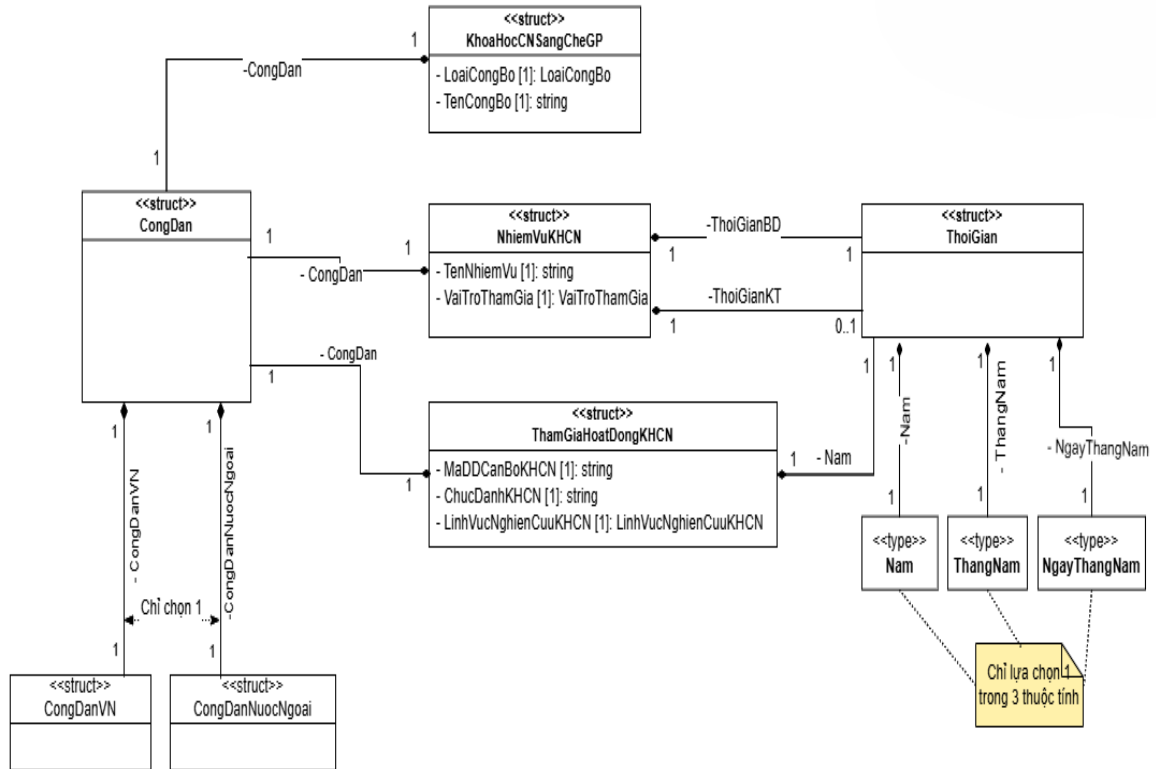 <<struct>>
KhoaHocCNSangCheGP
- LoaiCongBo [1]: LoaiCongBo
- TenCongBo [1]: string
1
-CongDan
1
<<struct>>
CongDan
1
- CongDan
1
<<struct>>
NhiemVuKHCN
- TenNhiemVu [1]: string
- VaiTroThamGia [1]: VaiTroThamGia
-ThoiGianBD
1
1
-ThoiGianKT
1
0..1
<<struct>>
ThoiGian
- CongDan
1
1
<<struct>>
ThamGiaHoatDongKHCN
- MaDDCanBoKHCN [1]: string
- ChucDanhKHCN [1]: string
- LinhVucNghienCuuKHCN [1]: LinhVucNghienCuuKHCN
1
- Nam
1
1
-Nam
1
1
- ThangNam
1
1
- NgayThangNam
1
<<type>>
Nam
<<type>>
ThangNam
<<type>>
NgayThangNam
Chỉ lựa chọn 1
trong 3 thuộc tính
1
- CongDanVN
1
1
-CongDanNuocNgoai
1
Chỉ chọn 1
<<struct>>
CongDanVN
<<struct>>
CongDanNuocNgoai